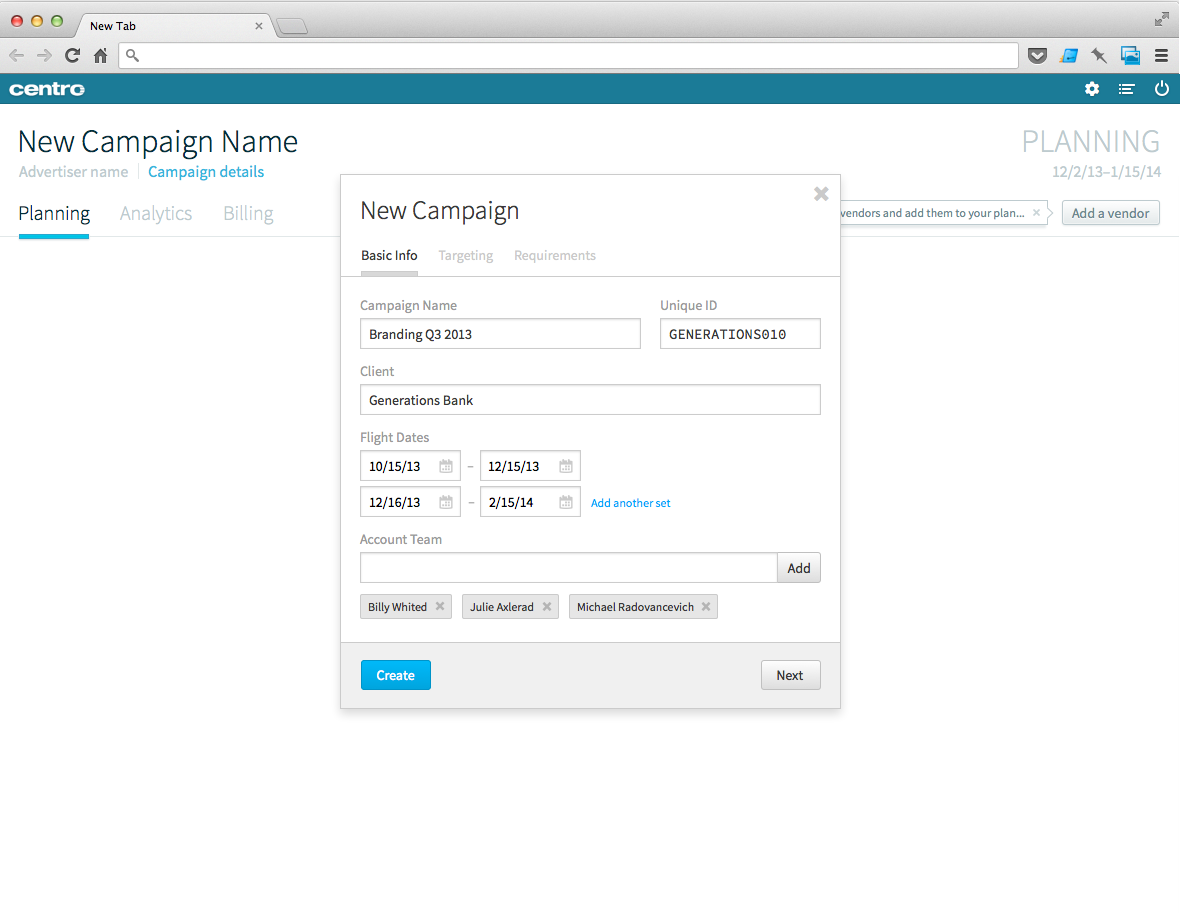 New Tab
centro
New Campaign Name
PLANNING
Advertiser name
Campaign details
12/2/13–1/15/14
Planning
Analytics
Billing
vendors and add them to your plan...
Add a vendor
New Campaign
Basic Info
Targeting
Requirements
Campaign Name
Unique ID
Branding Q3 2013
GENERATIONS010
Client
Generations Bank
Flight Dates
10/15/13 – 12/15/13
12/16/13 – 2/15/14 Add another set
Account Team
Add
Billy Whited
Julie Axlerad
Michael Radovancevich
Create
Next